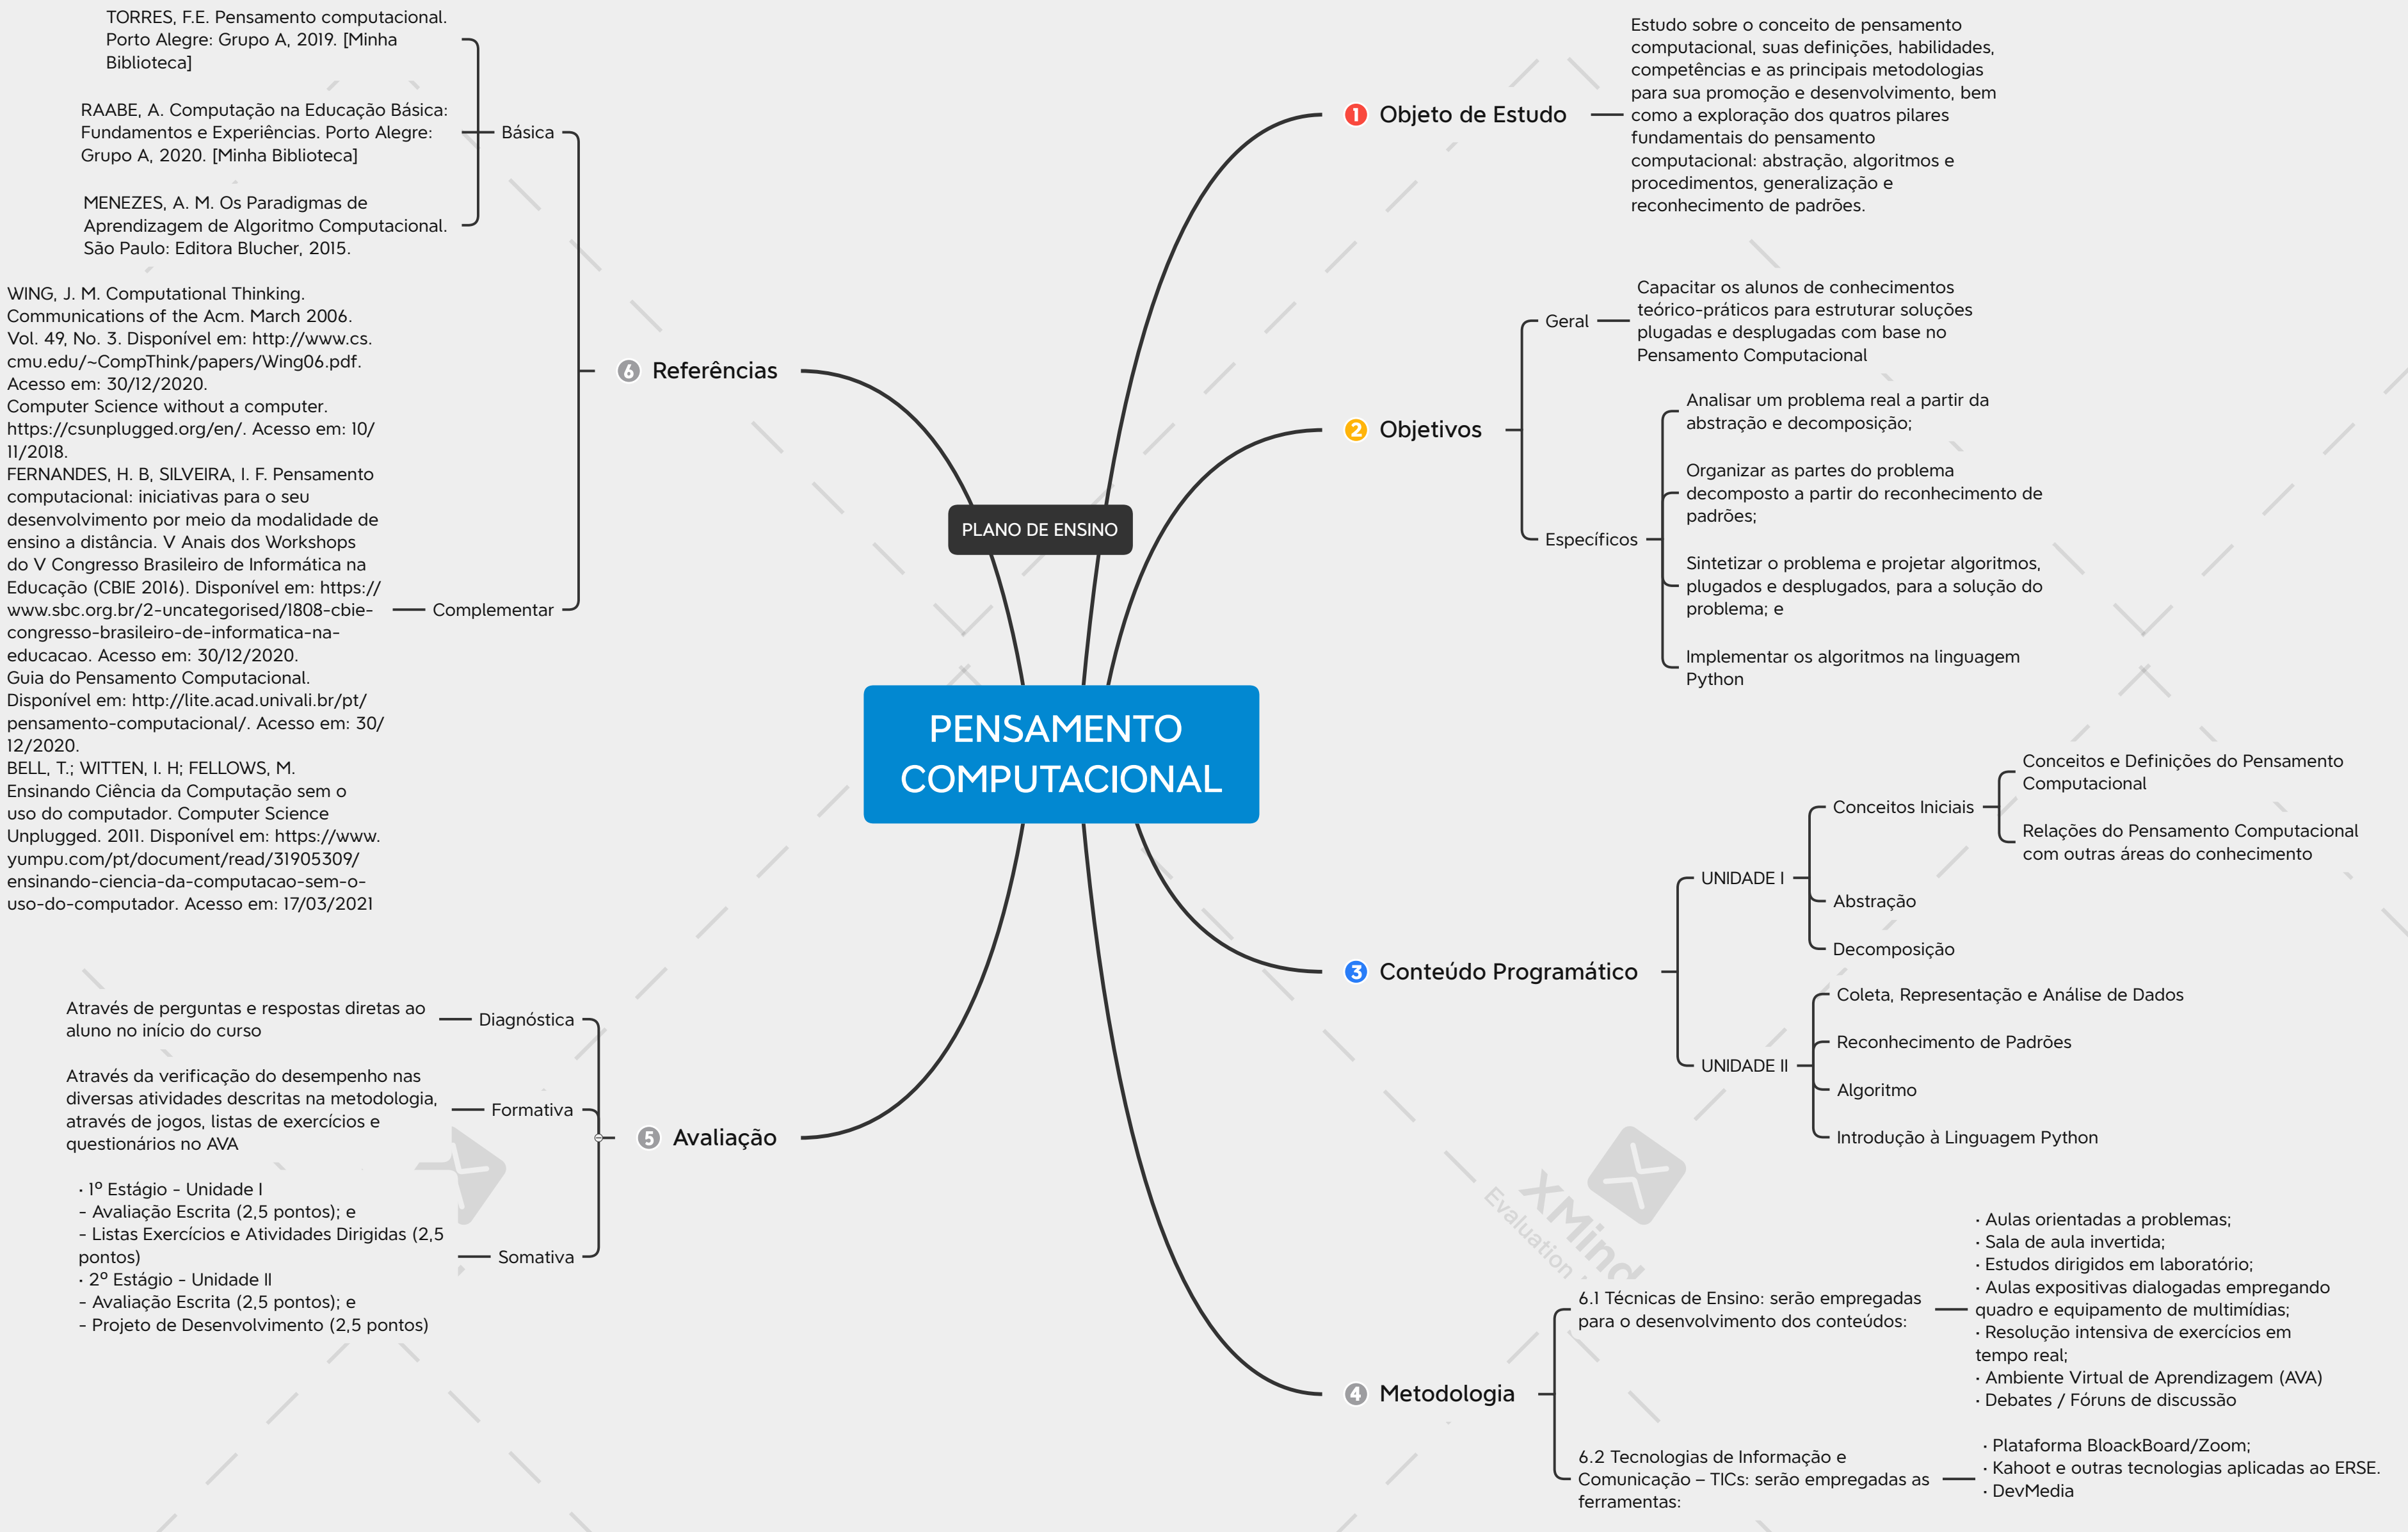 PLANO DE ENSINO
PENSAMENTO
COMPUTACIONAL
1 Objeto de Estudo
Estudo sobre o conceito de pensamento
computacional, suas definições, habilidades,
competências e as principais metodologias
para sua promoção e desenvolvimento, bem
como a exploração dos quatros pilares
fundamentais do pensamento
computacional: abstração, algoritmos e
procedimentos, generalização e
reconhecimento de padrões.
2 Objetivos
Geral
Capacitar os alunos de conhecimentos
teórico-práticos para estruturar soluções
plugadas e desplugadas com base no
Pensamento Computacional
Específicos
Analisar um problema real a partir da
abstração e decomposição;
Organizar as partes do problema
decomposto a partir do reconhecimento de
padrões;
Sintetizar o problema e projetar algoritmos,
plugados e desplugados, para a solução do
problema; e
Implementar os algoritmos na linguagem
Python
3 Conteúdo Programático
UNIDADE I
Conceitos Iniciais
Conceitos e Definições do Pensamento
Computacional
Relações do Pensamento Computacional
com outras áreas do conhecimento
Abstração
Decomposição
UNIDADE II
Coleta, Representação e Análise de Dados
Reconhecimento de Padrões
Algoritmo
Introdução à Linguagem Python
4 Metodologia
6.1 Técnicas de Ensino: serão empregadas
para o desenvolvimento dos conteúdos:
· Aulas orientadas a problemas;
· Sala de aula invertida;
· Estudos dirigidos em laboratório;
· Aulas expositivas dialogadas empregando
quadro e equipamento de multimídias;
· Resolução intensiva de exercícios em
tempo real;
· Ambiente Virtual de Aprendizagem (AVA)
· Debates / Fóruns de discussão
6.2 Tecnologias de Informação e
Comunicação – TICs: serão empregadas as
ferramentas:
· Plataforma BloackBoard/Zoom;
· Kahoot e outras tecnologias aplicadas ao ERSE.
· DevMedia
5 Avaliação
Diagnóstica
Através de perguntas e respostas diretas ao
aluno no início do curso
Formativa
Através da verificação do desempenho nas
diversas atividades descritas na metodologia,
através de jogos, listas de exercícios e
questionários no AVA
Somativa
· 1º Estágio - Unidade I
- Avaliação Escrita (2,5 pontos); e
- Listas Exercícios e Atividades Dirigidas (2,5
pontos)
· 2º Estágio - Unidade II
- Avaliação Escrita (2,5 pontos); e
- Projeto de Desenvolvimento (2,5 pontos)
6 Referências
Básica
TORRES, F.E. Pensamento computacional.
Porto Alegre: Grupo A, 2019. [Minha
Biblioteca]
RAABE, A. Computação na Educação Básica:
Fundamentos e Experiências. Porto Alegre:
Grupo A, 2020. [Minha Biblioteca]
MENEZES, A. M. Os Paradigmas de
Aprendizagem de Algoritmo Computacional.
São Paulo: Editora Blucher, 2015.
Complementar
WING, J. M. Computational Thinking.
Communications of the Acm. March 2006.
Vol. 49, No. 3. Disponível em: http://www.cs.
cmu.edu/~CompThink/papers/Wing06.pdf.
Acesso em: 30/12/2020.
Computer Science without a computer.
https://csunplugged.org/en/. Acesso em: 10/
11/2018.
FERNANDES, H. B, SILVEIRA, I. F. Pensamento
computacional: iniciativas para o seu
desenvolvimento por meio da modalidade de
ensino a distância. V Anais dos Workshops
do V Congresso Brasileiro de Informática na
Educação (CBIE 2016). Disponível em: https://
www.sbc.org.br/2-uncategorised/1808-cbie-
congresso-brasileiro-de-informatica-na-
educacao. Acesso em: 30/12/2020.
Guia do Pensamento Computacional.
Disponível em: http://lite.acad.univali.br/pt/
pensamento-computacional/. Acesso em: 30/
12/2020.
BELL, T.; WITTEN, I. H; FELLOWS, M.
Ensinando Ciência da Computação sem o
uso do computador. Computer Science
Unplugged. 2011. Disponível em: https://www.
yumpu.com/pt/document/read/31905309/
ensinando-ciencia-da-computacao-sem-o-
uso-do-computador. Acesso em: 17/03/2021
XMind
Evaluation